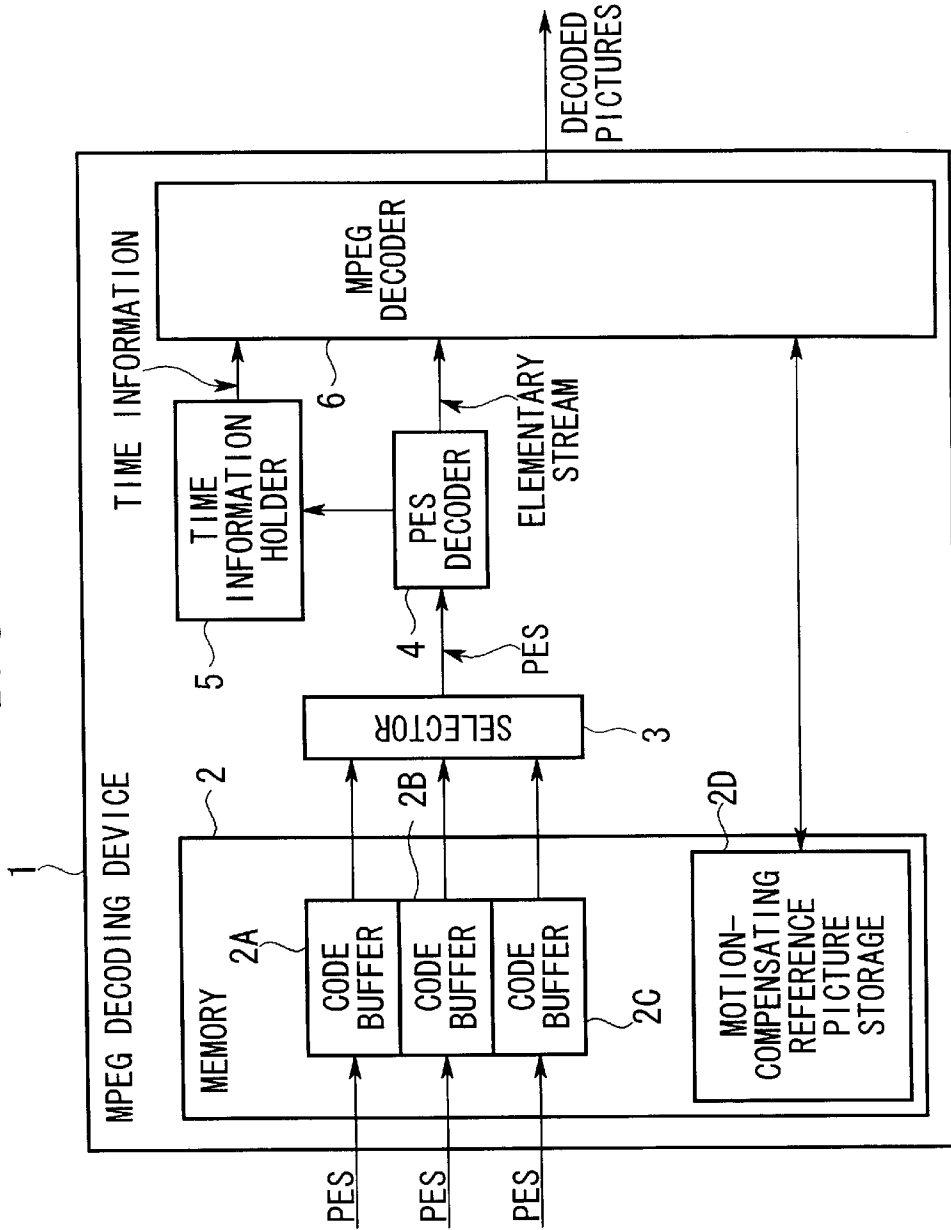 1
MPEG DECODING DEVICE
TIME INFORMATION
2
MEMORY
2A
CODE
BUFFER
2B
CODE
BUFFER
CODE
BUFFER
2C
PES
PES
PES
2D
MOTION-
COMPENSATING
REFERENCE
PICTURE
STORAGE
SELECTOR
3
PES
4
PES
DECODER
5
TIME
INFORMATION
HOLDER
ELEMENTARY
STREAM
6
MPEG
DECODER
DECODED
PICTURES